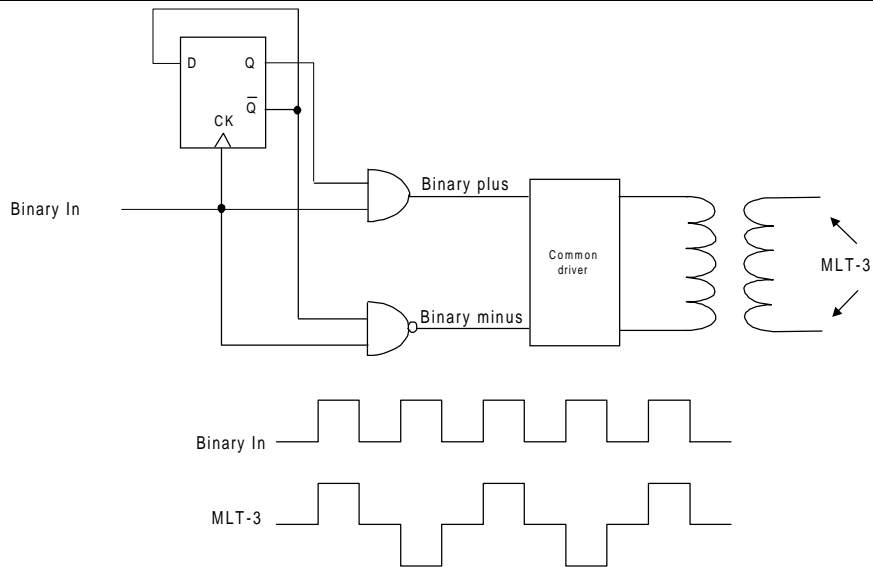 D Q
Q̅
CK
Binary In
Binary plus
Common
driver
MLT-3
Binary minus
Binary In
MLT-3